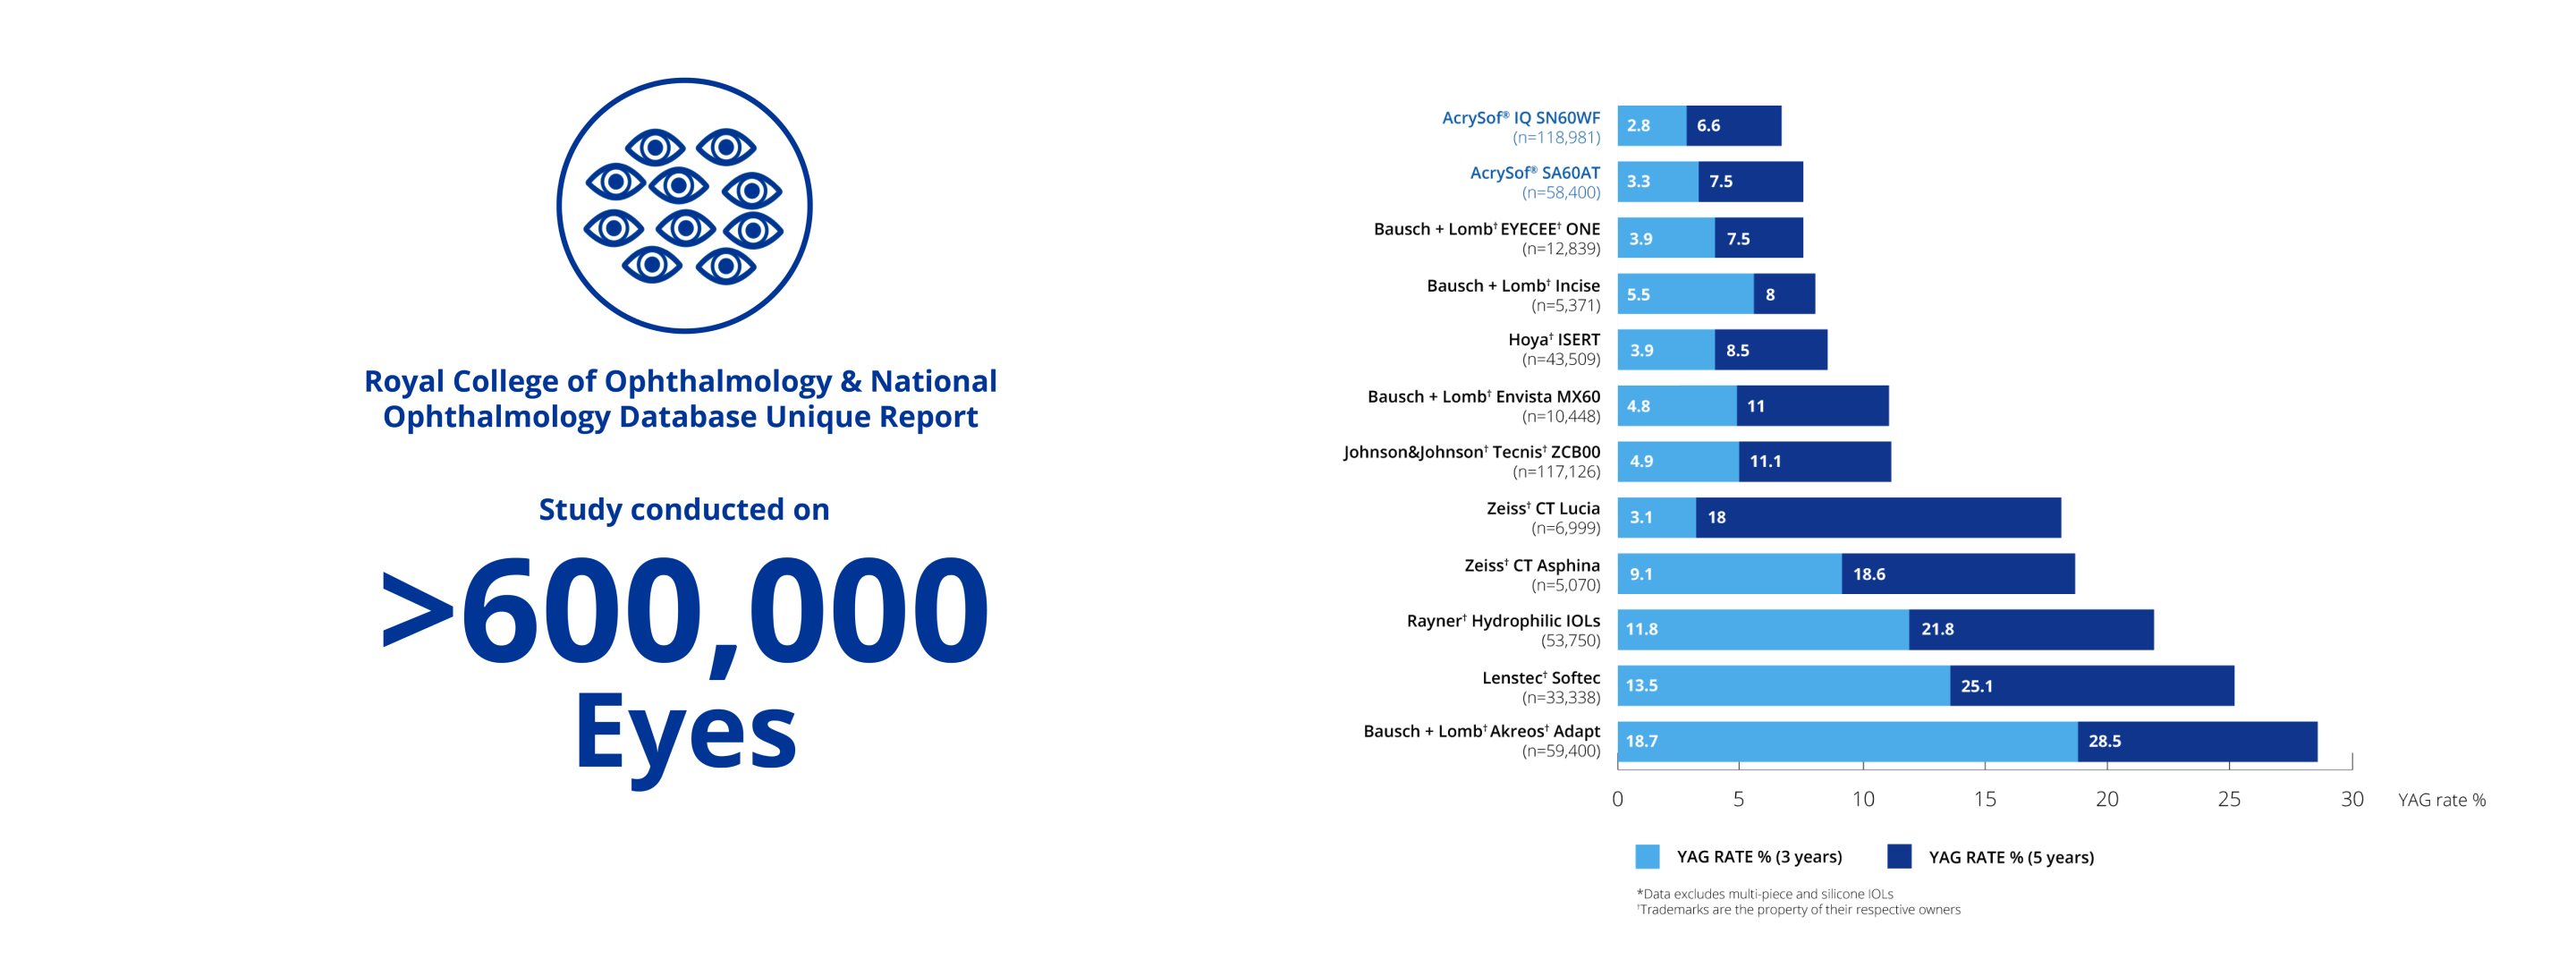 Royal College of Ophthalmology & National
Ophthalmology Database Unique Report
Study conducted on
>600,000
Eyes
AcrySof® IQ SN60WF
(n=118,981)
2.8 6.6
AcrySof® SA60AT
(n=58,400)
3.3 7.5
Bausch + Lomb† EYECEE† ONE
(n=12,839)
3.9 7.5
Bausch + Lomb† Incise
(n=5,371)
5.5 8
Hoya† ISERT
(n=43,509)
3.9 8.5
Bausch + Lomb† Envista MX60
(n=10,448)
4.8 11
Johnson&Johnson† Tecnis† ZCB00
(n=117,126)
4.9 11.1
Zeiss† CT Lucia
(n=6,999)
3.1 18
Zeiss† CT Asphina
(n=5,070)
9.1 18.6
Rayner† Hydrophilic IOLs
(53,750)
11.8 21.8
Lenstec† Softec
(n=33,338)
13.5 25.1
Bausch + Lomb† Akreos† Adapt
(n=59,400)
18.7 28.5
0 5 10 15 20 25 30 YAG rate %
YAG RATE % (3 years) YAG RATE % (5 years)
*Data excludes multi-piece and silicone IOLs
†Trademarks are the property of their respective owners